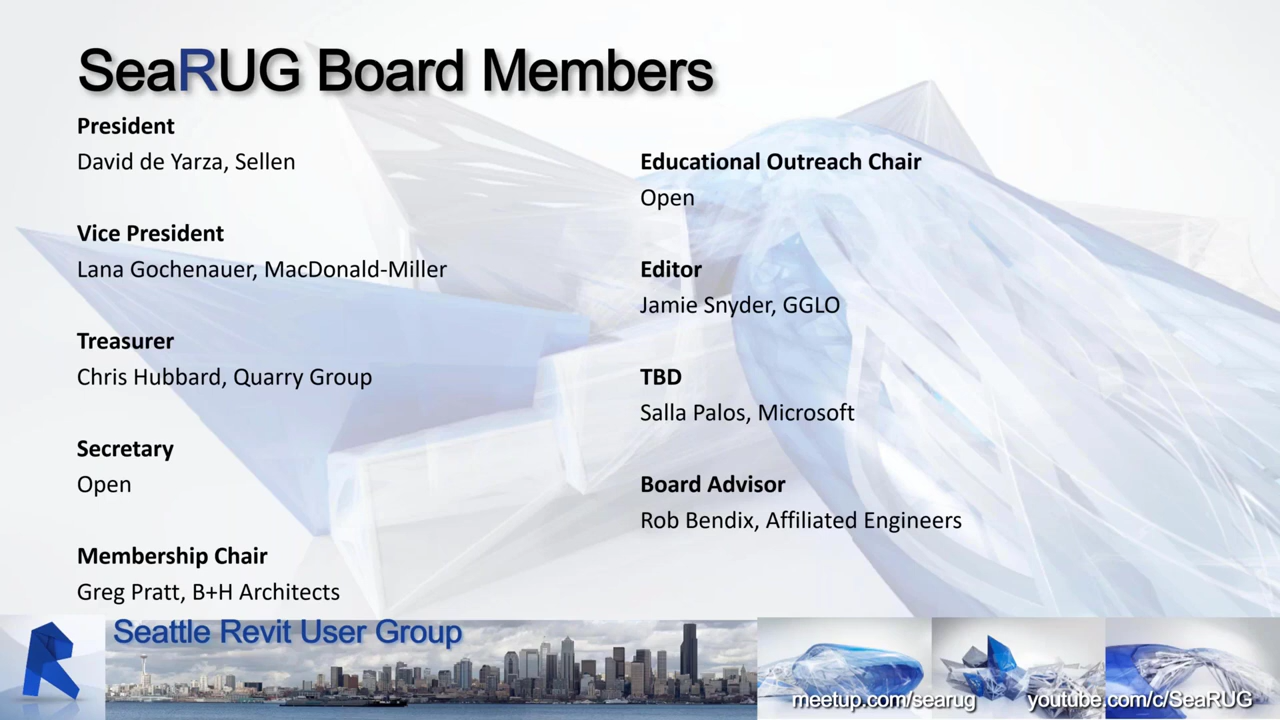 SeaRUG Board Members
President
David de Yarza, Sellen
Vice President
Lana Gochenauer, MacDonald-Miller
Treasurer
Chris Hubbard, Quarry Group
Secretary
Open
Membership Chair
Greg Pratt, B+H Architects
Educational Outreach Chair
Open
Editor
Jamie Snyder, GGLO
TBD
Salla Palos, Microsoft
Board Advisor
Rob Bendix, Affiliated Engineers
Seattle Revit User Group
meetup.com/searug
youtube.com/c/SeaRUG